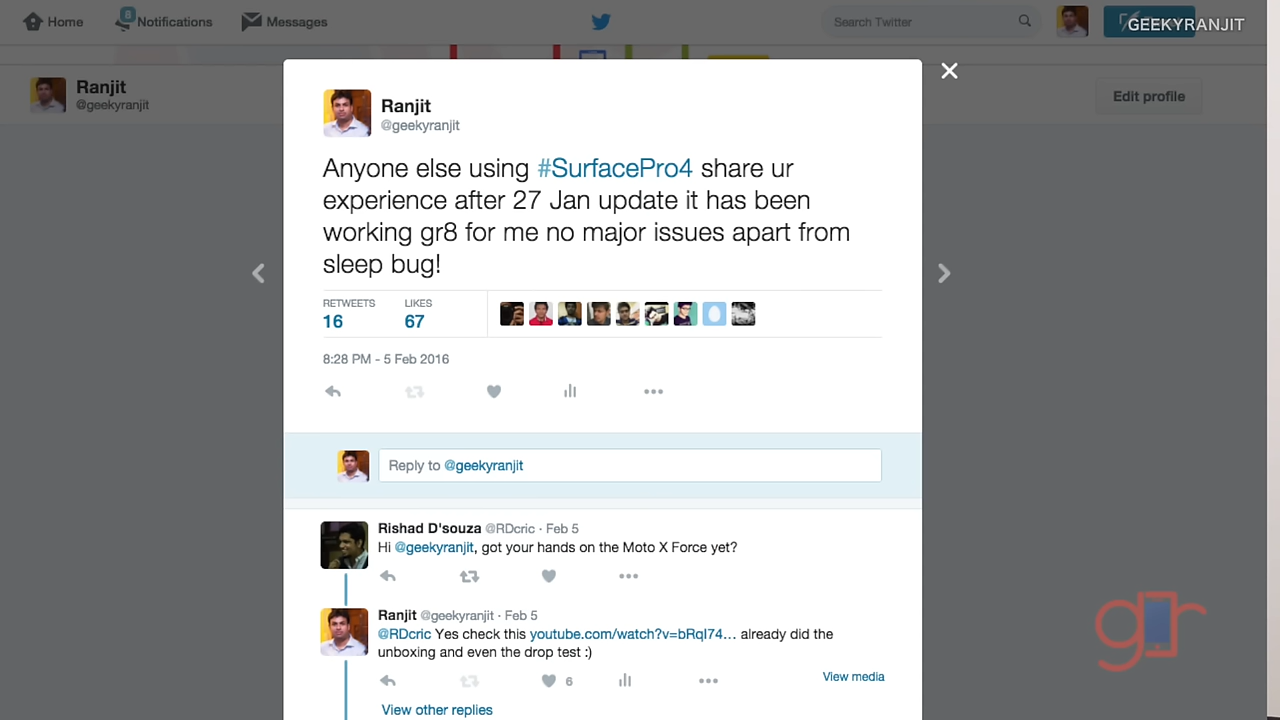 Home
6
Notifications
Messages
Search Twitter
GEEKYRANJIT
Ranjit
@geekyranjit
Edit profile
Ranjit
@geekyranjit
Anyone else using #SurfacePro4 share ur
experience after 27 Jan update it has been
working gr8 for me no major issues apart from
sleep bug!
RETWEETS
LIKES
16
67
8:28 PM - 5 Feb 2016
Reply to @geekyranjit
Rishad D'souza @RDcric · Feb 5
Hi @geekyranjit, got your hands on the Moto X Force yet?
Ranjit @geekyranjit · Feb 5
@RDcric Yes check this youtube.com/watch?v=bRqI74... already did the
unboxing and even the drop test :)
6
View media
View other replies
gr